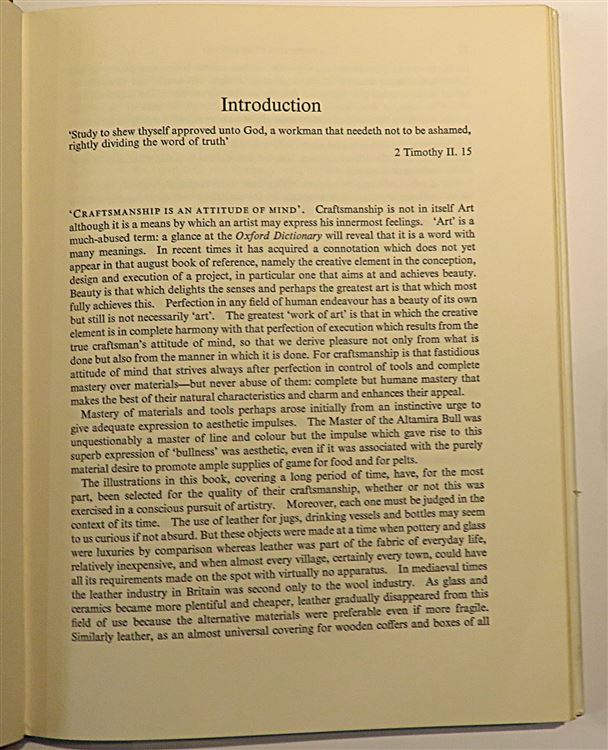 Introduction
'Study to shew thyself approved unto God, a workman that needeth not to be ashamed,
rightly dividing the word of truth'
2 Timothy II. 15
'CRAFTSMANSHIP IS AN ATTITUDE OF MIND'. Craftsmanship is not in itself Art
although it is a means by which an artist may express his innermost feelings. 'Art' is a
much-abused term: a glance at the Oxford Dictionary will reveal that it is a word with
many meanings. In recent times it has acquired a connotation which does not yet
appear in that august book of reference, namely the creative element in the conception,
design and execution of a project, in particular one that aims at and achieves beauty.
Beauty is that which delights the senses and perhaps the greatest art is that which most
fully achieves this. Perfection in any field of human endeavour has a beauty of its own
but still is not necessarily 'art'. The greatest 'work of art' is that in which the creative
element is in complete harmony with that perfection of execution which results from the
true craftsman's attitude of mind, so that we derive pleasure not only from what is
done but also from the manner in which it is done. For craftsmanship is that fastidious
attitude of mind that strives always after perfection in control of tools and complete
mastery over materials—but never abuse of them: complete but humane mastery that
makes the best of their natural characteristics and charm and enhances their appeal.
Mastery of materials and tools perhaps arose initially from an instinctive urge to
give adequate expression to aesthetic impulses. The Master of the Altamira Bull was
unquestionably a master of line and colour but the impulse which gave rise to this
superb expression of 'bullness' was aesthetic, even if it was associated with the purely
material desire to promote ample supplies of game for food and for pelts.
The illustrations in this book, covering a long period of time, have, for the most
part, been selected for the quality of their craftsmanship, whether or not this was
exercised in a conscious pursuit of artistry. Moreover, each one must be judged in the
context of its time. The use of leather for jugs, drinking vessels and bottles may seem
to us curious if not absurd. But these objects were made at a time when pottery and glass
were luxuries by comparison whereas leather was part of the fabric of everyday life,
relatively inexpensive, and when almost every village, certainly every town, could have
all its requirements made on the spot with virtually no apparatus. In mediaeval times
the leather industry in Britain was second only to the wool industry. As glass and
ceramics became more plentiful and cheaper, leather gradually disappeared from this
field of use because the alternative materials were preferable even if more fragile.
Similarly leather, as an almost universal covering for wooden coffers and boxes of all